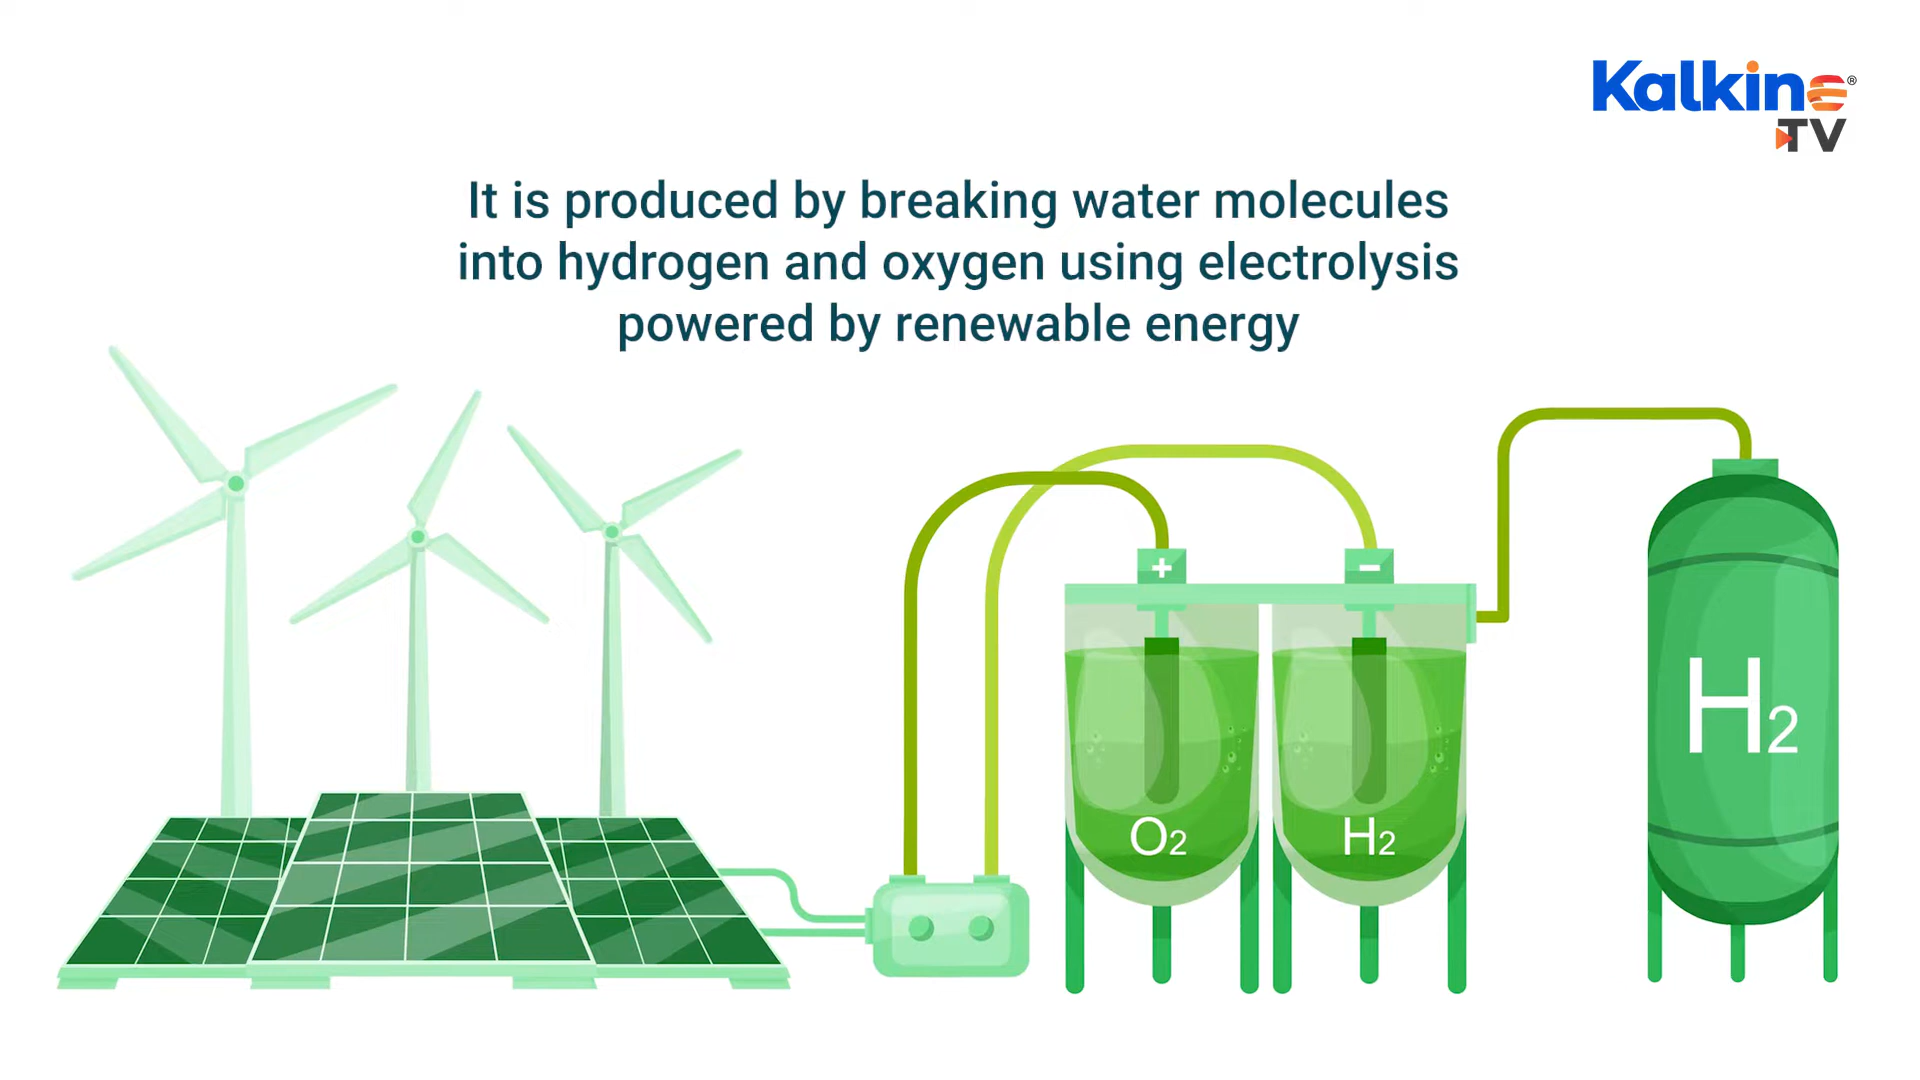 Kalkine®
TV
It is produced by breaking water molecules
into hydrogen and oxygen using electrolysis
powered by renewable energy
+
−
O2
H2
H2